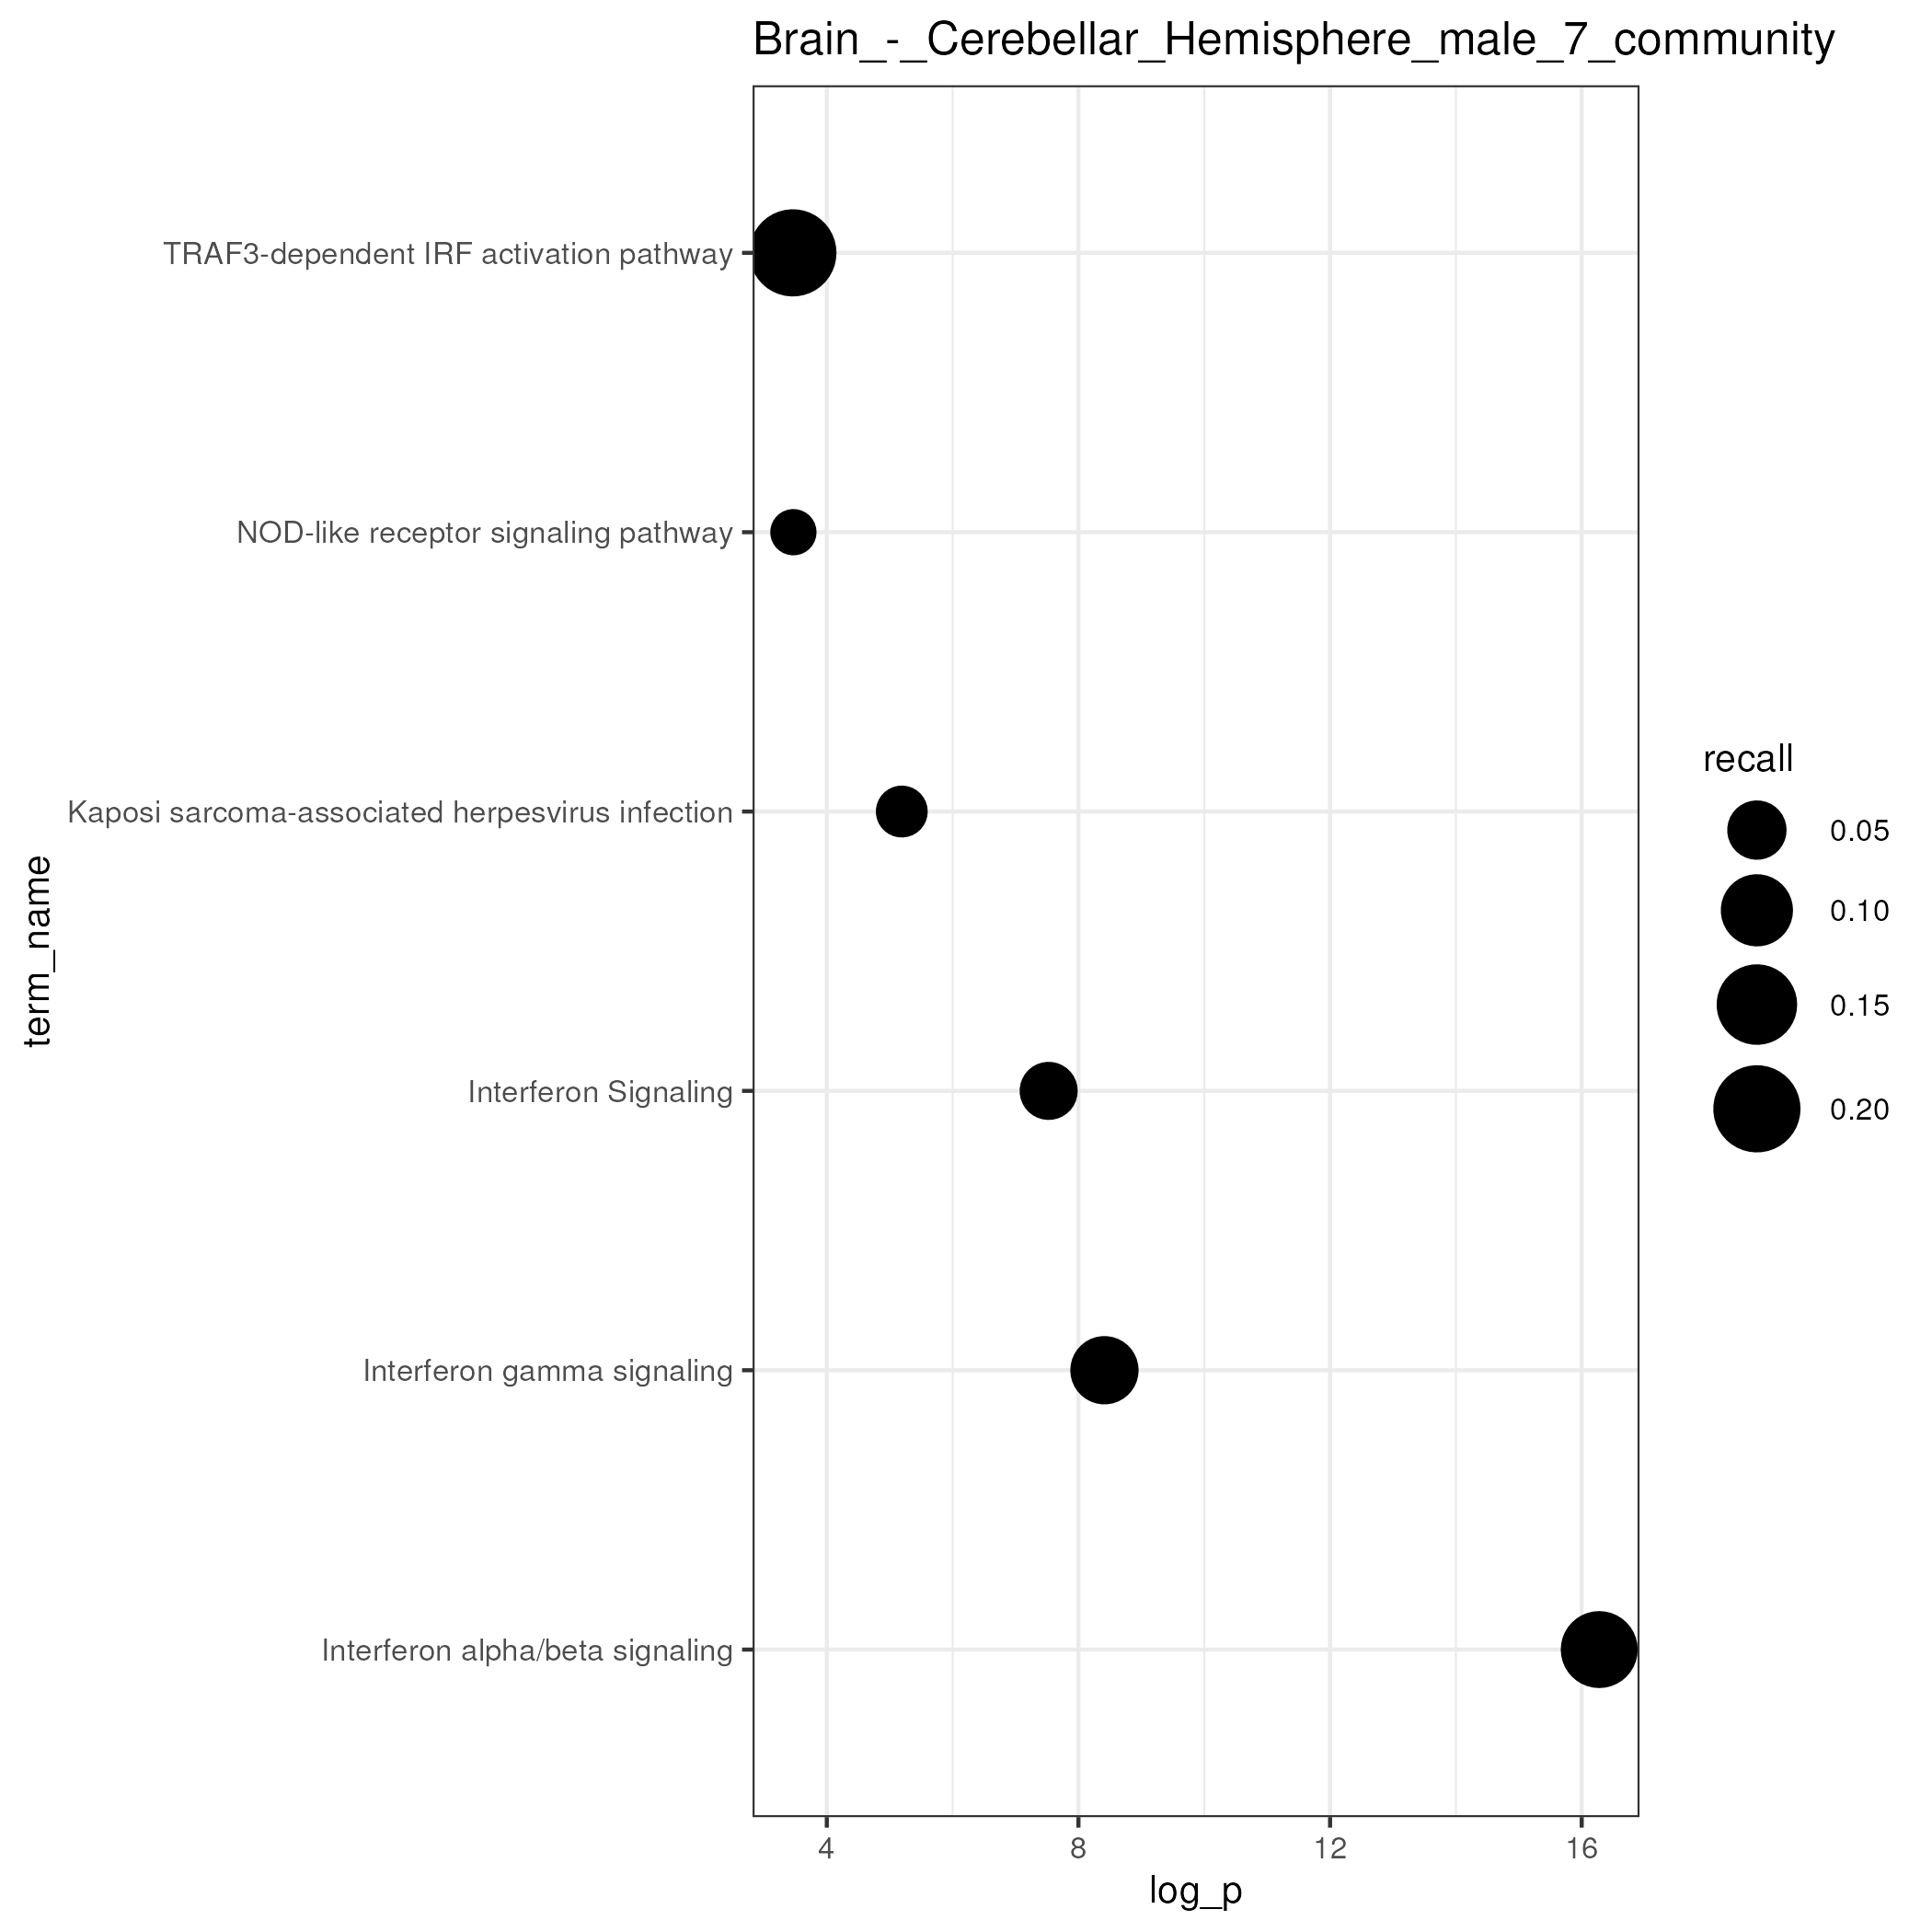 Brain_-_Cerebellar_Hemisphere_male_7_community
TRAF3-dependent IRF activation pathway
NOD-like receptor signaling pathway
Kaposi sarcoma-associated herpesvirus infection
Interferon Signaling
Interferon gamma signaling
Interferon alpha/beta signaling
term_name
4 8 12 16
log_p
recall
0.05
0.10
0.15
0.20